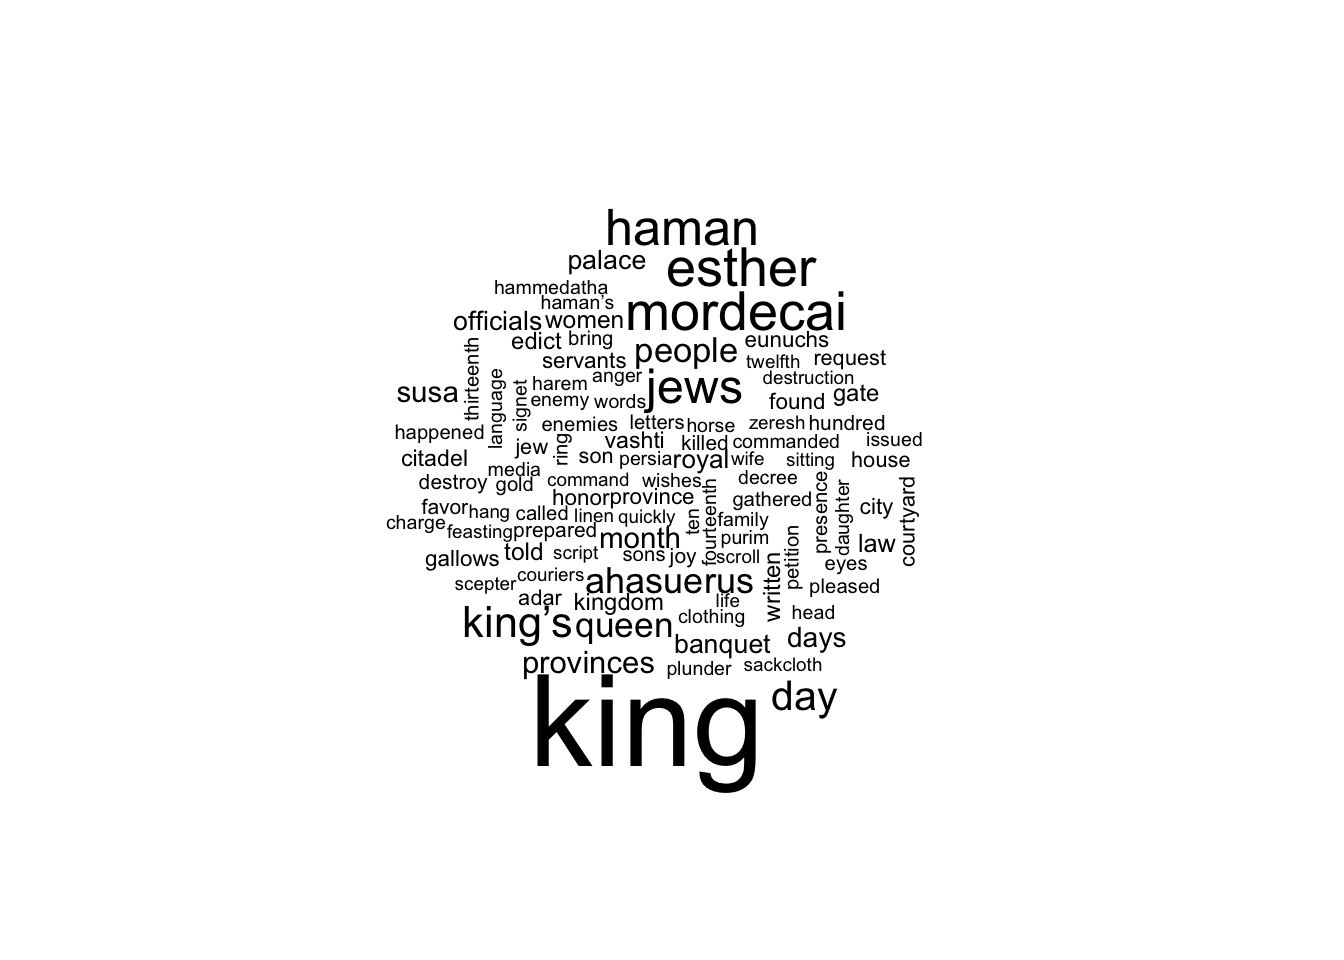 haman
palace
esther
hammedatha
haman's
mordecai
officials
women
edict
bring
people
eunuchs
servants
twelfth
request
thirteenth
language
signet
harem
anger
jews
destruction
susa
enemy
words
found
gate
enemies
letters
horse
zeresh
hundred
happened
jew
ring
vashti
killed
commanded
issued
citadel
son
persia
royal
wife
sitting
house
media
destroy
gold
command
wishes
decree
honor
province
gathered
presence
daughter
city
courtyard
favor
hang
called
linen
quickly
ten
fourteenth
family
charge
feasting
prepared
month
purim
law
gallows
told
script
sons
joy
scroll
petition
eyes
scepter
couriers
ahasuerus
written
pleased
adar
kingdom
life
head
king’s
queen
clothing
banquet
days
provinces
plunder
sackcloth
king
day